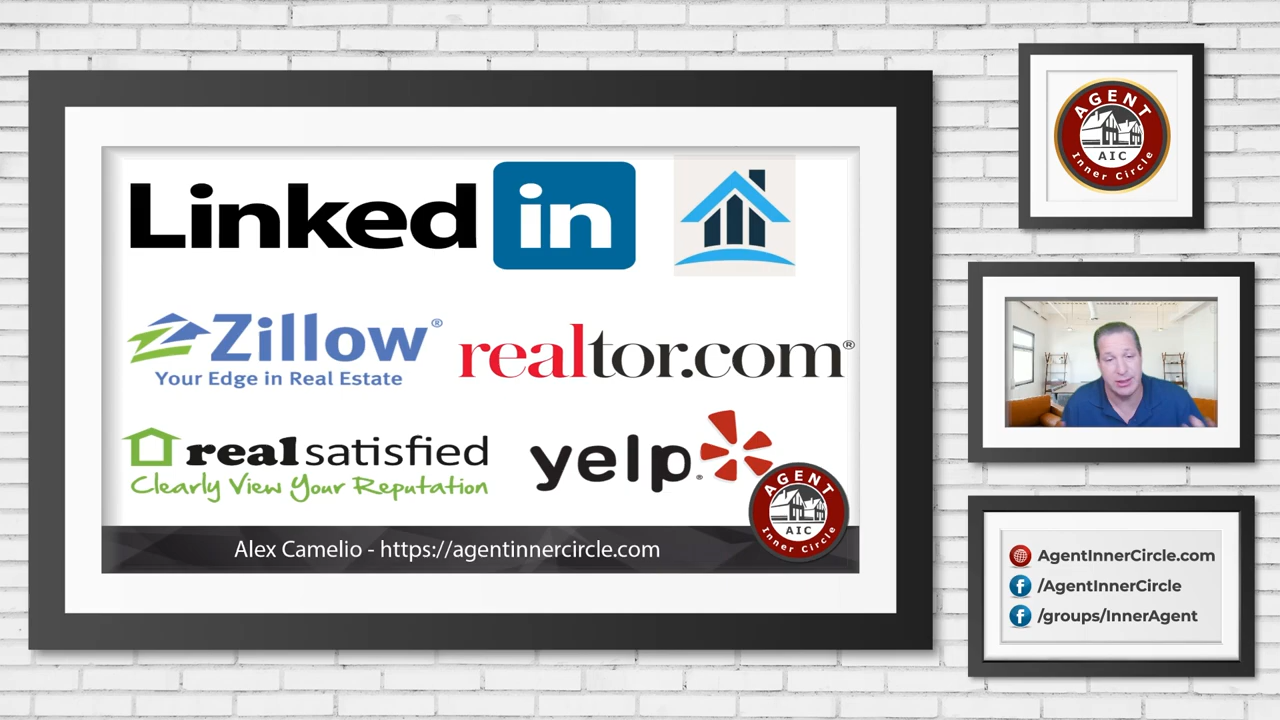 Linked in
Zillow®
Your Edge in Real Estate
realtor.com®
realsatisfied
Clearly View Your Reputation
yelp
AGENT
AIC
Inner Circle
Alex Camelio - https://agentinnercircle.com
AGENT
AIC
Inner Circle
AgentInnerCircle.com
f /AgentInnerCircle
f /groups/InnerAgent